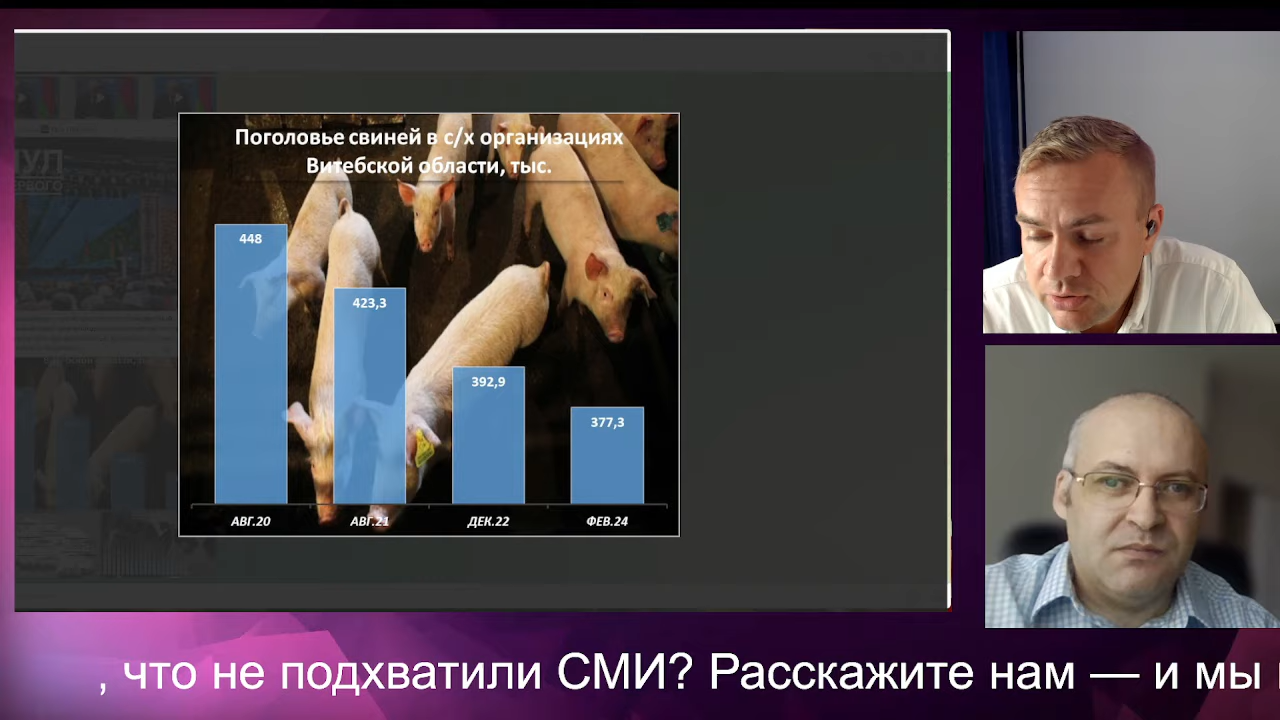 Поголовье свиней в с/х организациях
Витебской области, тыс.
448
423,3
392,9
377,3
АВГ.20
АВГ.21
ДЕК.22
ФЕВ.24
, что не подхватили СМИ? Расскажите нам — и мы